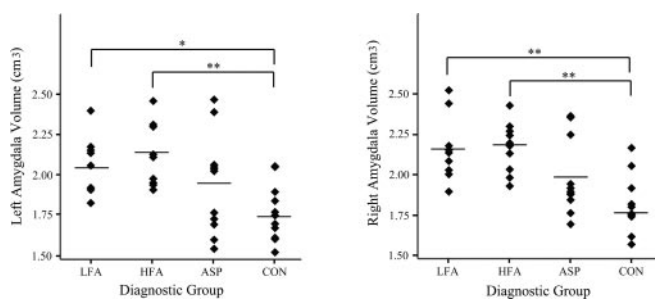 *
**
Left Amygdala Volume (cm3)
2.50
2.25
2.00
1.75
1.50
LFA HFA ASP CON
Diagnostic Group
**
**
Right Amygdala Volume (cm3)
2.50
2.25
2.00
1.75
1.50
LFA HFA ASP CON
Diagnostic Group